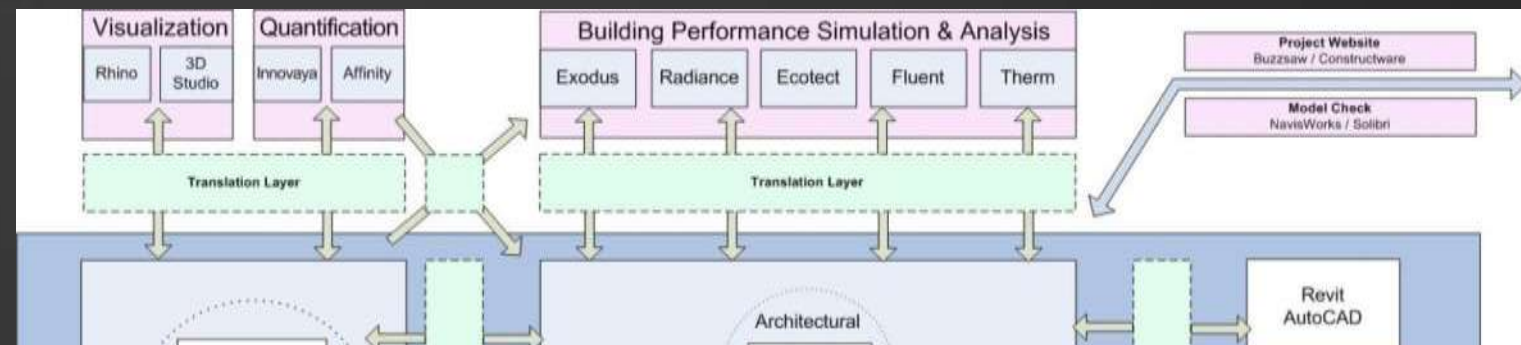 Visualization
Rhino
3D
Studio
Quantification
Innovaya
Affinity
Building Performance Simulation & Analysis
Exodus
Radiance
Ecotect
Fluent
Therm
Project Website
Buzzsaw / Constructware
Model Check
NavisWorks / Solibri
Translation Layer
Translation Layer
Architectural
Revit
AutoCAD